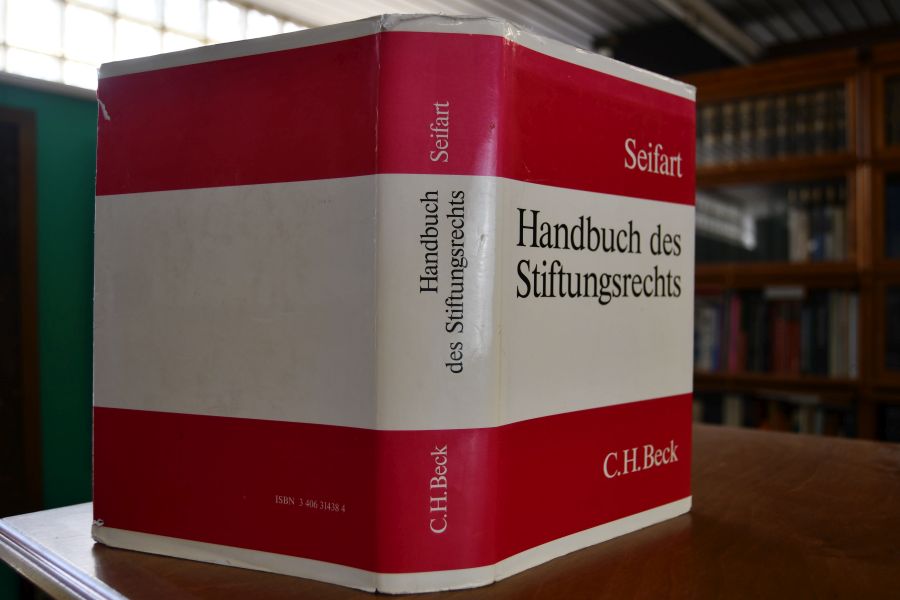 ISBN 3 406 31438 4
Seifart
Handbuch
des Stiftungsrechts
C.H.Beck
Seifart
Handbuch des
Stiftungsrechts
C.H.Beck